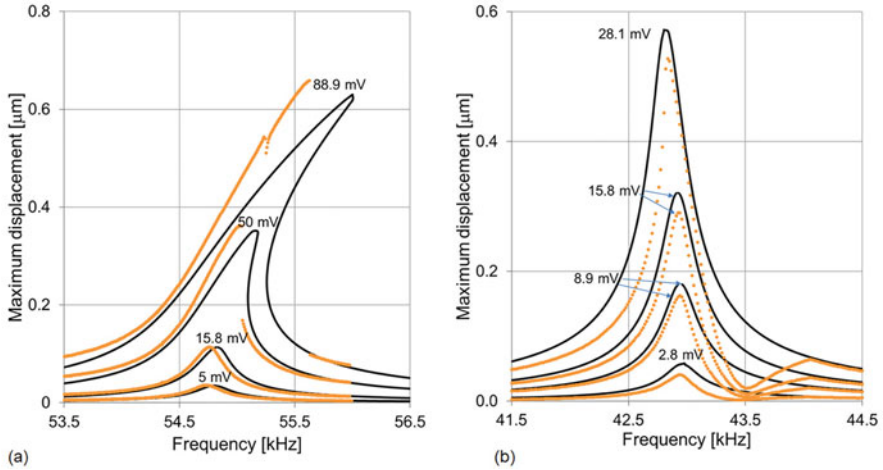 0.8
0.6
0.4
0.2
0
Maximum displacement [μm]
88.9 mV
50 mV
15.8 mV
5 mV
53.5
54.5
55.5
56.5
Frequency [kHz]
(a)
0.6
0.4
0.2
0.0
Maximum displacement [μm]
28.1 mV
15.8 mV
8.9 mV
2.8 mV
41.5
42.5
43.5
44.5
Frequency [kHz]
(b)